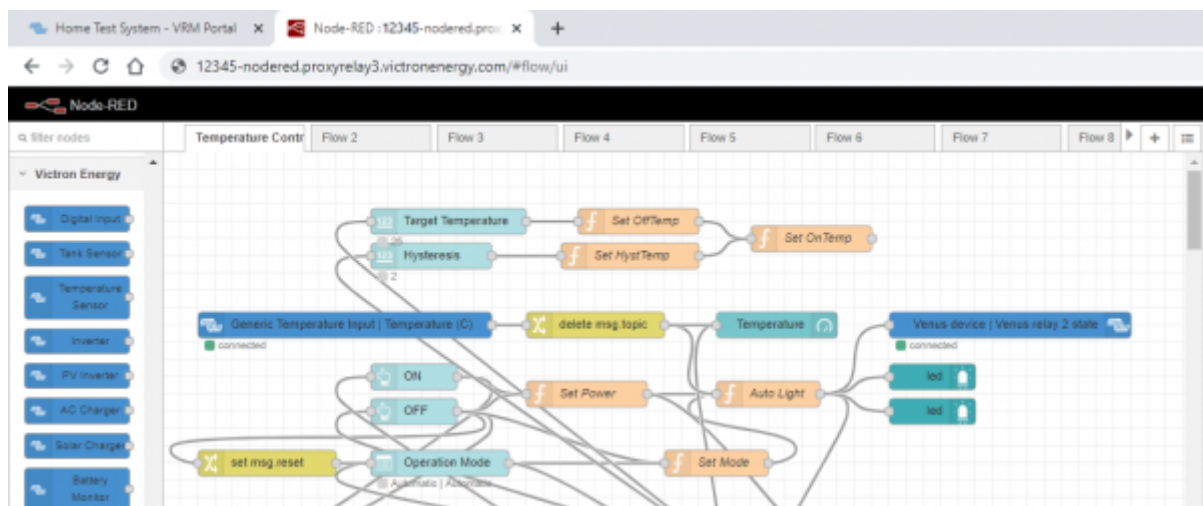 Home Test System - VRM Portal
Node-RED : 12345-nodered.prox
12345-nodered.proxyrelay3.victronenergy.com/#flow/ui
Node-RED
filter nodes
Temperature Contr
Flow 2
Flow 3
Flow 4
Flow 5
Flow 6
Flow 7
Flow 8
Victron Energy
Digital Input
Tank Sensor
Temperature
Sensor
Inverter
PV Inverter
AC Charger
Solar Charger
Battery
Monitor
123 Target Temperature
Set OffTemp
Set OnTemp
123 Hysteresis
Set HystTemp
2
Generic Temperature Input | Temperature (C)
connected
delete msg.topic
Temperature
Venus device | Venus relay 2 state
connected
ON
OFF
Set Power
Auto Light
led
led
set msg.reset
Operation Mode
Set Mode
Automatic | Automatic